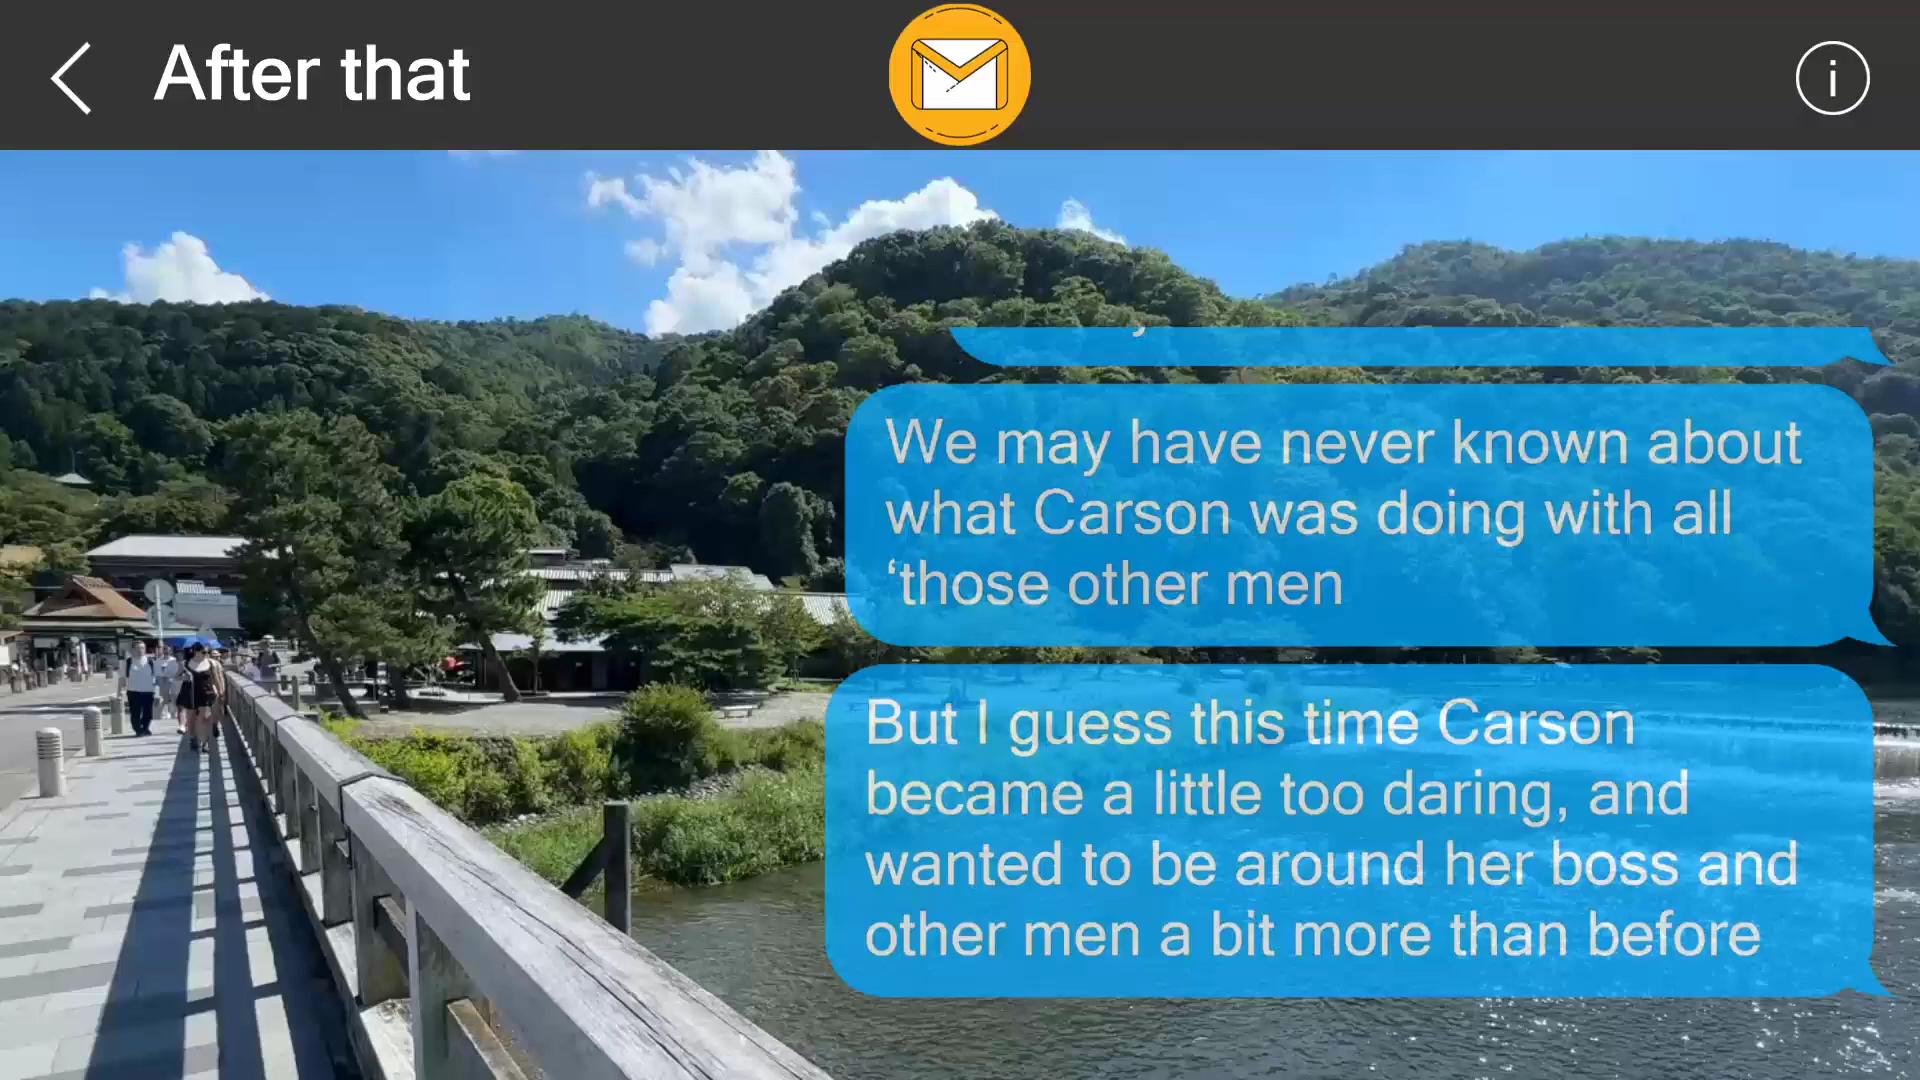 After that
We may have never known about
what Carson was doing with all
‘those other men
But I guess this time Carson
became a little too daring, and
wanted to be around her boss and
other men a bit more than before